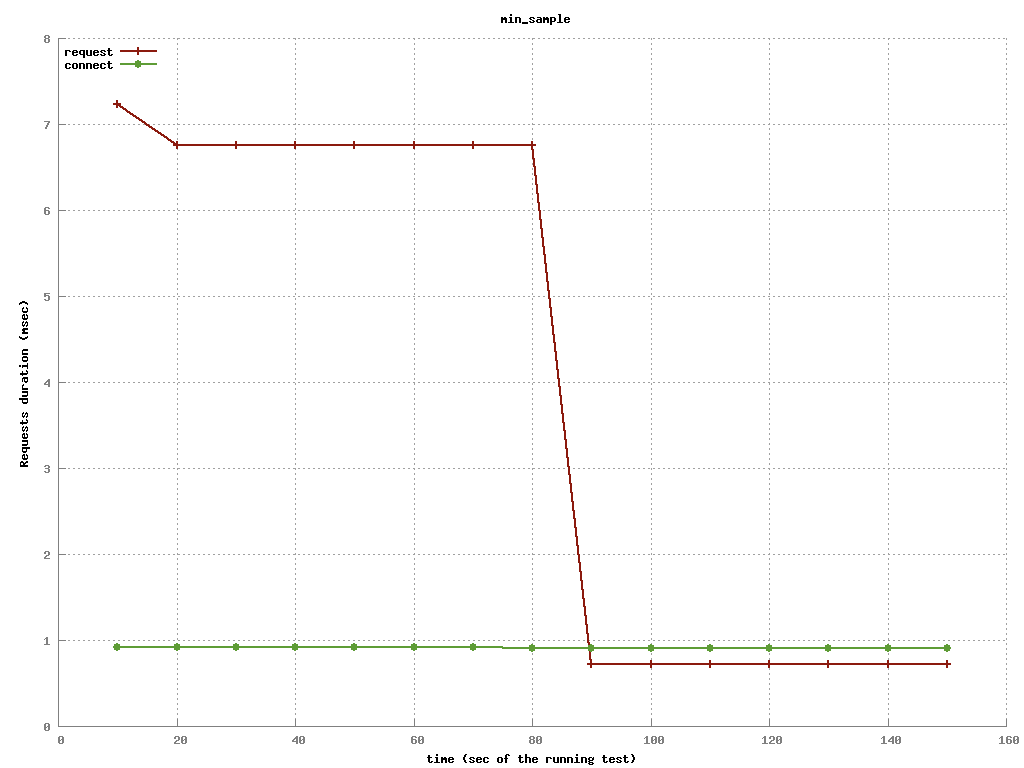 min_sample
request
connect
8
7
6
5
4
3
2
1
0
Requests duration (msec)
0 20 40 60 80 100 120 140 160
time (sec of the running test)